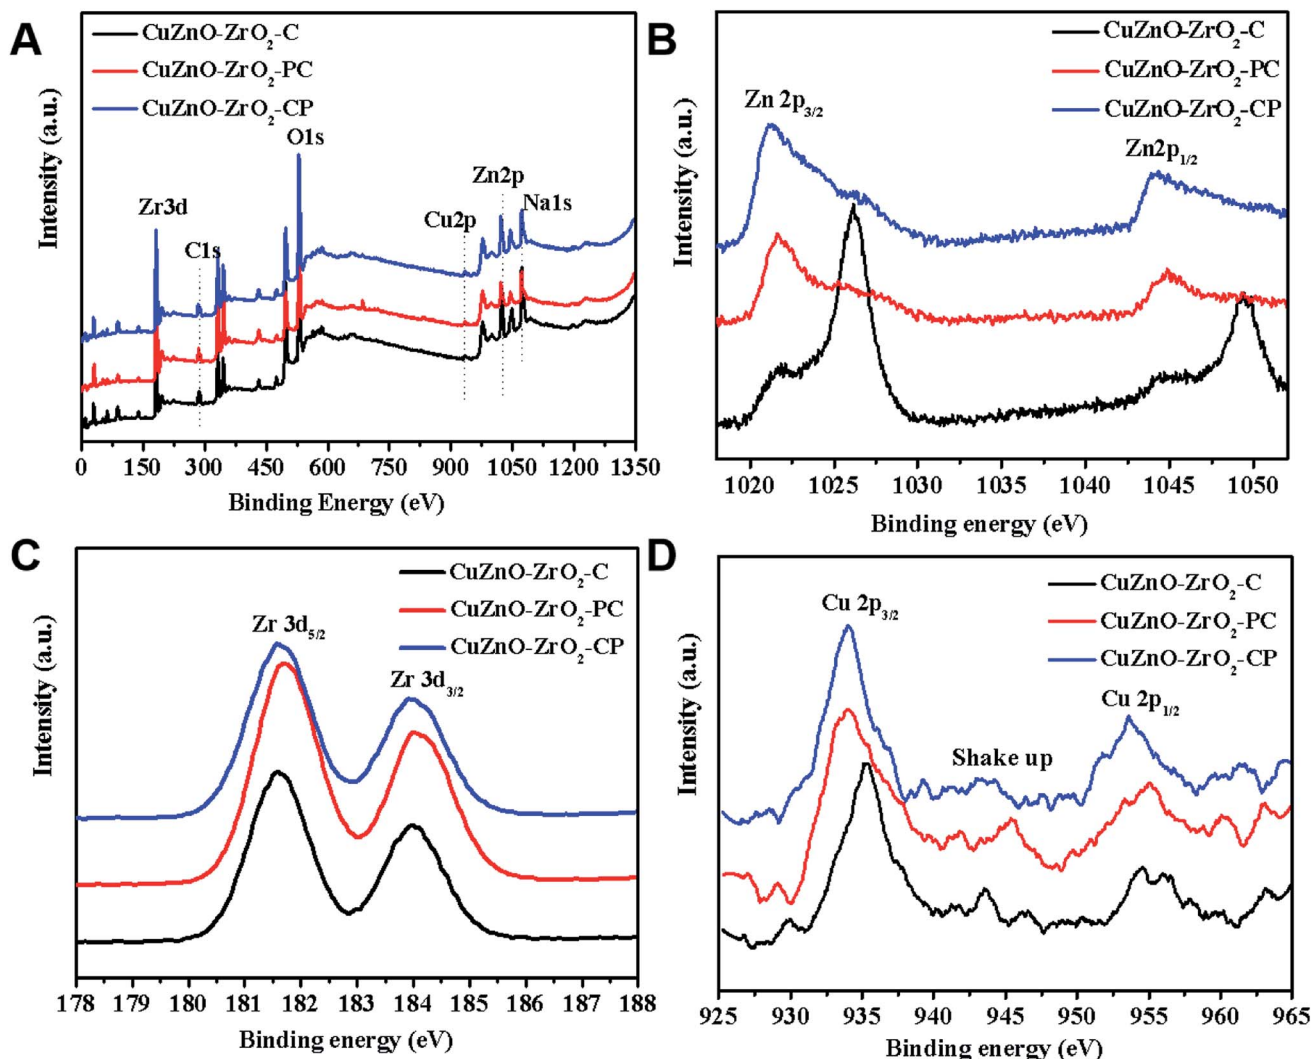 A
CuZnO-ZrO₂-C
CuZnO-ZrO₂-PC
CuZnO-ZrO₂-CP
O1s
Zr3d
C1s
Cu2p
Zn2p
Na1s
Intensity (a.u.)
0 150 300 450 600 750 900 1050 1200 1350
Binding Energy (eV)
B
CuZnO-ZrO₂-C
CuZnO-ZrO₂-PC
CuZnO-ZrO₂-CP
Zn 2p₃/₂
Zn2p₁/₂
Intensity (a.u.)
1020 1025 1030 1035 1040 1045 1050
Binding energy (eV)
C
CuZnO-ZrO₂-C
CuZnO-ZrO₂-PC
CuZnO-ZrO₂-CP
Zr 3d₅/₂
Zr 3d₃/₂
Intensity (a.u.)
178 179 180 181 182 183 184 185 186 187 188
Binding energy (eV)
D
CuZnO-ZrO₂-C
CuZnO-ZrO₂-PC
CuZnO-ZrO₂-CP
Cu 2p₃/₂
Cu 2p₁/₂
Shake up
Intensity (a.u.)
925 930 935 940 945 950 955 960 965
Binding energy (eV)